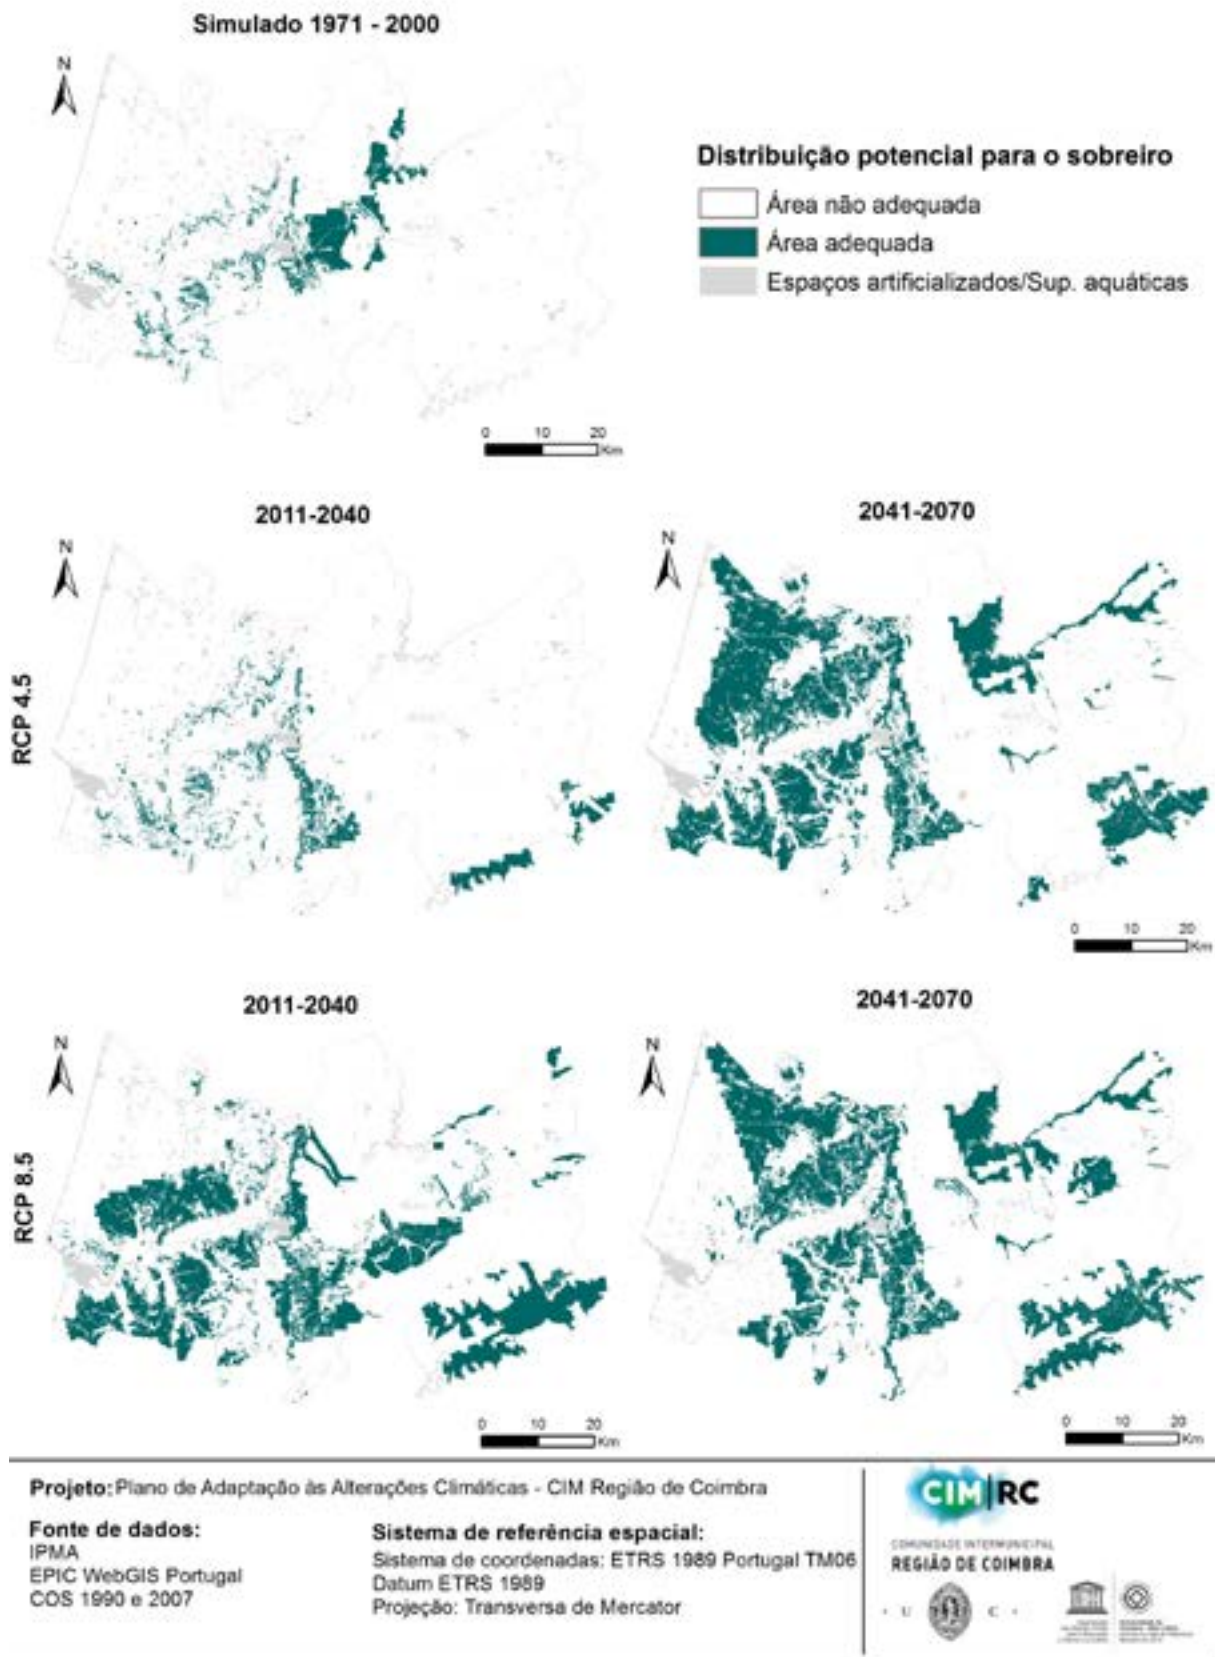 Simulado 1971 - 2000
N
Distribuição potencial para o sobreiro
Área não adequada
Área adequada
Espaços artificializados/Sup. aquáticas
0 10 20
Km
2011-2040
2041-2070
N
N
RCP 4.5
0 10 20
Km
2011-2040
2041-2070
N
N
RCP 8.5
0 10 20
Km
0 10 20
Km
Projeto: Plano de Adaptação às Alterações Climáticas - CIM Região de Coimbra
Fonte de dados:
IPMA
EPIC WebGIS Portugal
COS 1990 e 2007
Sistema de referência espacial:
Sistema de coordenadas: ETRS 1989 Portugal TM06
Datum ETRS 1989
Projeção: Transversa de Mercator
CIM|RC
COMUNIDADE INTERMUNICIPAL
REGIÃO DE COIMBRA
· U C ·